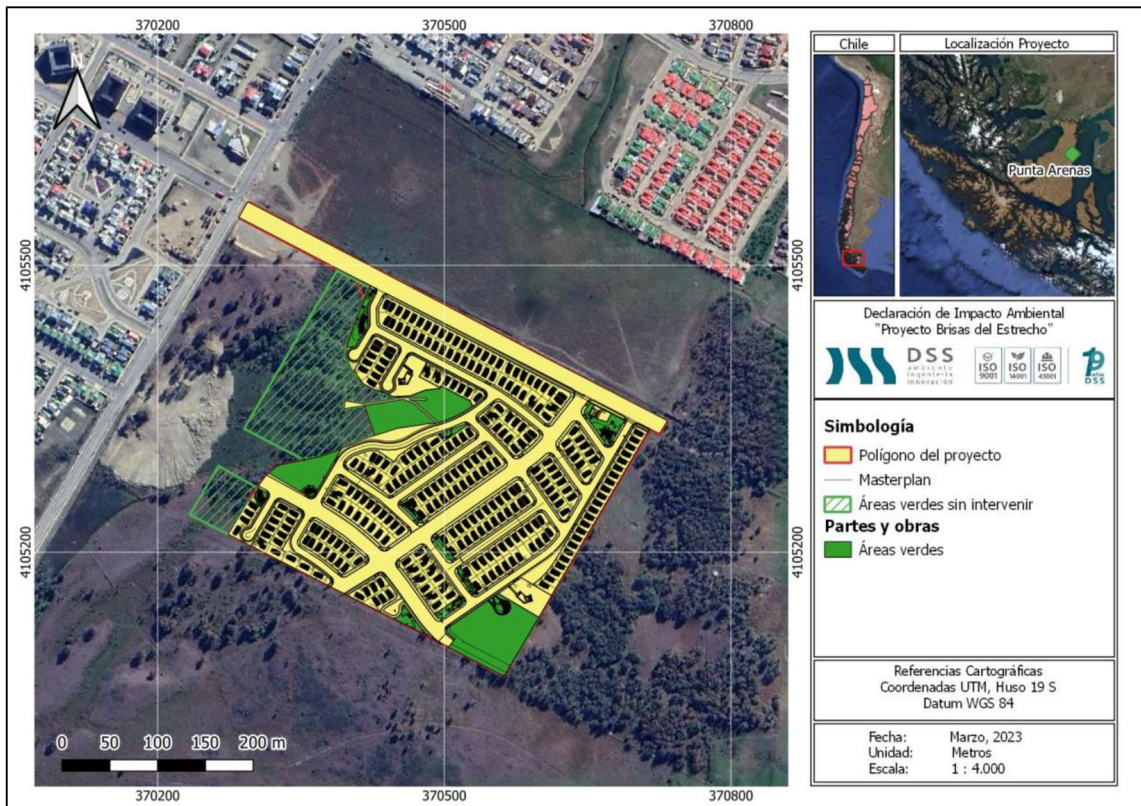 370200
370500
370800
N
4105500
4105500
4105200
4105200
0 50 100 150 200 m
370200
370500
370800
Chile
Localización Proyecto
Punta Arenas
Declaración de Impacto Ambiental
"Proyecto Brisas del Estrecho"
DSS
ambiente
ingeniería
innovación
ISO
9001
ISO
14001
ISO
45001
DSS
Simbología
Polígono del proyecto
Masterplan
Áreas verdes sin intervenir
Partes y obras
Áreas verdes
Referencias Cartográficas
Coordenadas UTM, Huso 19 S
Datum WGS 84
Fecha: Marzo, 2023
Unidad: Metros
Escala: 1 : 4.000